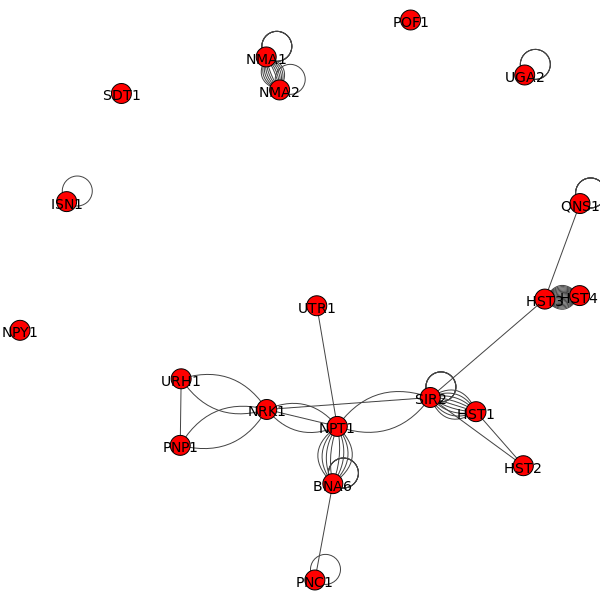 POF1
NMA1
UGA2
NMA2
SDT1
ISN1
QNS1
HST3
HST4
UTR1
NPY1
URH1
SIR2
NRK1
HST1
NPT1
PNP1
HST2
BNA6
PNC1